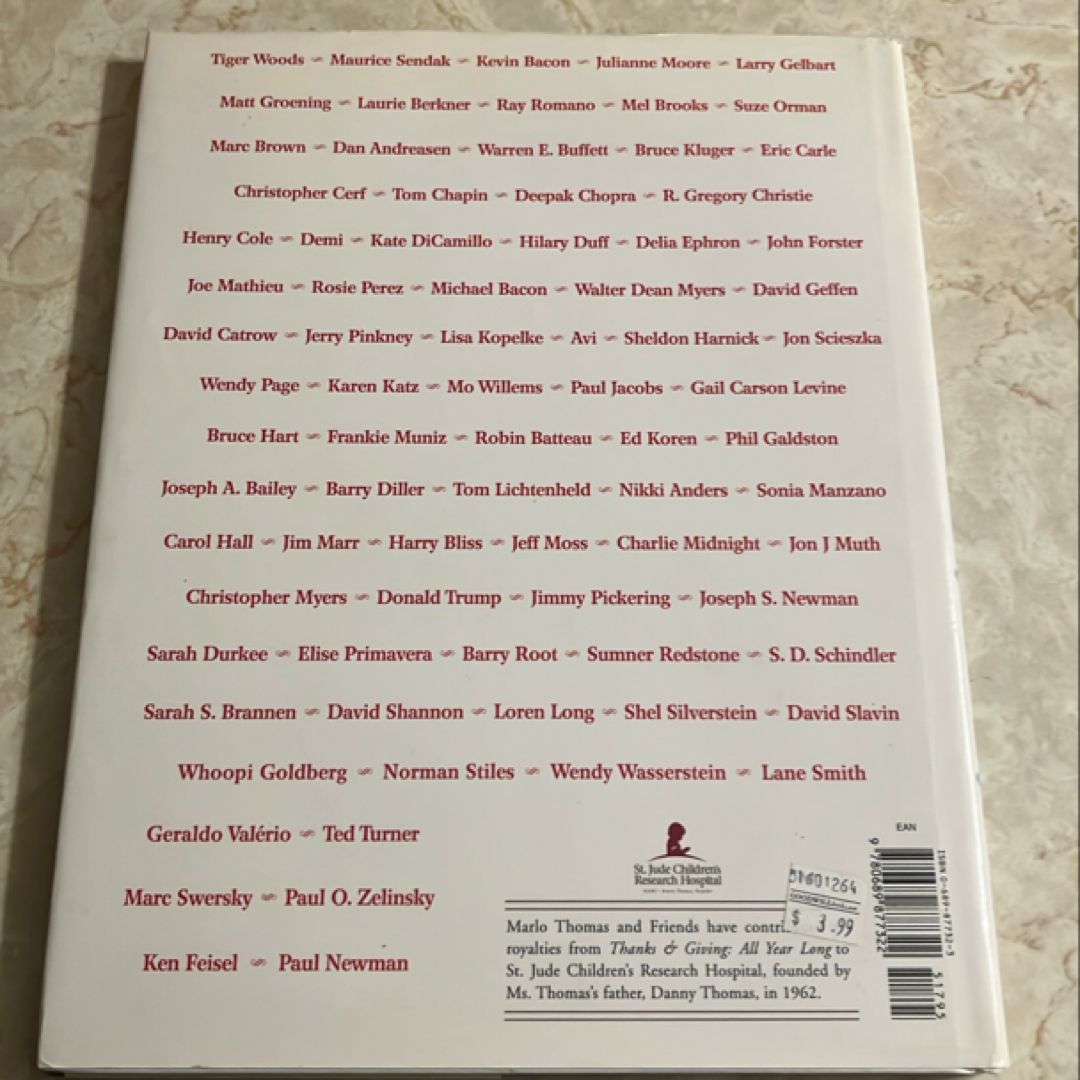 Tiger Woods ~ Maurice Sendak ~ Kevin Bacon ~ Julianne Moore ~ Larry Gelbart
Matt Groening ~ Laurie Berkner ~ Ray Romano ~ Mel Brooks ~ Suze Orman
Marc Brown ~ Dan Andreasen ~ Warren E. Buffett ~ Bruce Kluger ~ Eric Carle
Christopher Cerf ~ Tom Chapin ~ Deepak Chopra ~ R. Gregory Christie
Henry Cole ~ Demi ~ Kate DiCamillo ~ Hilary Duff ~ Delia Ephron ~ John Forster
Joe Mathieu ~ Rosie Perez ~ Michael Bacon ~ Walter Dean Myers ~ David Geffen
David Catrow ~ Jerry Pinkney ~ Lisa Kopelke ~ Avi ~ Sheldon Harnick ~ Jon Scieszka
Wendy Page ~ Karen Katz ~ Mo Willems ~ Paul Jacobs ~ Gail Carson Levine
Bruce Hart ~ Frankie Muniz ~ Robin Batteau ~ Ed Koren ~ Phil Galdston
Joseph A. Bailey ~ Barry Diller ~ Tom Lichtenheld ~ Nikki Anders ~ Sonia Manzano
Carol Hall ~ Jim Marr ~ Harry Bliss ~ Jeff Moss ~ Charlie Midnight ~ Jon J Muth
Christopher Myers ~ Donald Trump ~ Jimmy Pickering ~ Joseph S. Newman
Sarah Durkee ~ Elise Primavera ~ Barry Root ~ Sumner Redstone ~ S. D. Schindler
Sarah S. Brannen ~ David Shannon ~ Loren Long ~ Shel Silverstein ~ David Slavin
Whoopi Goldberg ~ Norman Stiles ~ Wendy Wasserstein ~ Lane Smith
Geraldo Valério ~ Ted Turner
Marc Swersky ~ Paul O. Zelinsky
Ken Feisel ~ Paul Newman
St. Jude Children's
Research Hospital
Marlo Thomas and Friends have contri
royalties from Thanks & Giving: All Year Long to
St. Jude Children's Research Hospital, founded by
Ms. Thomas's father, Danny Thomas, in 1962.
$ 3.99
EAN
9 780689 877322
ISBN 0-689-87732-3
51795